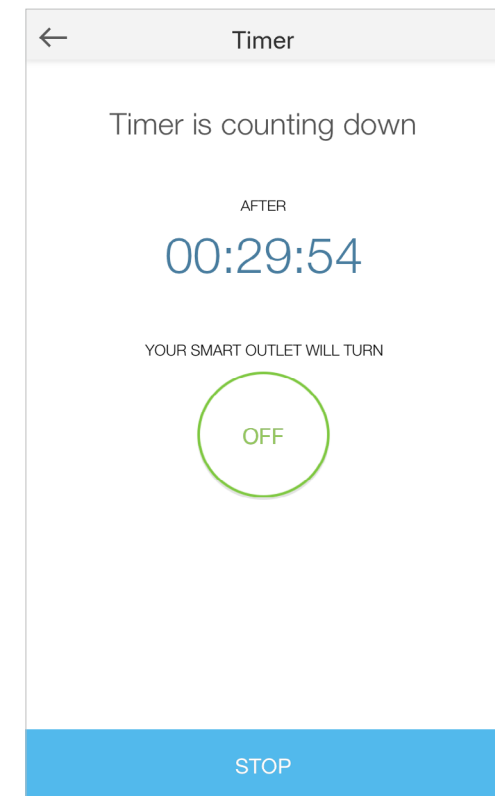 Timer
Timer is counting down
AFTER
00:29:54
YOUR SMART OUTLET WILL TURN
OFF
STOP